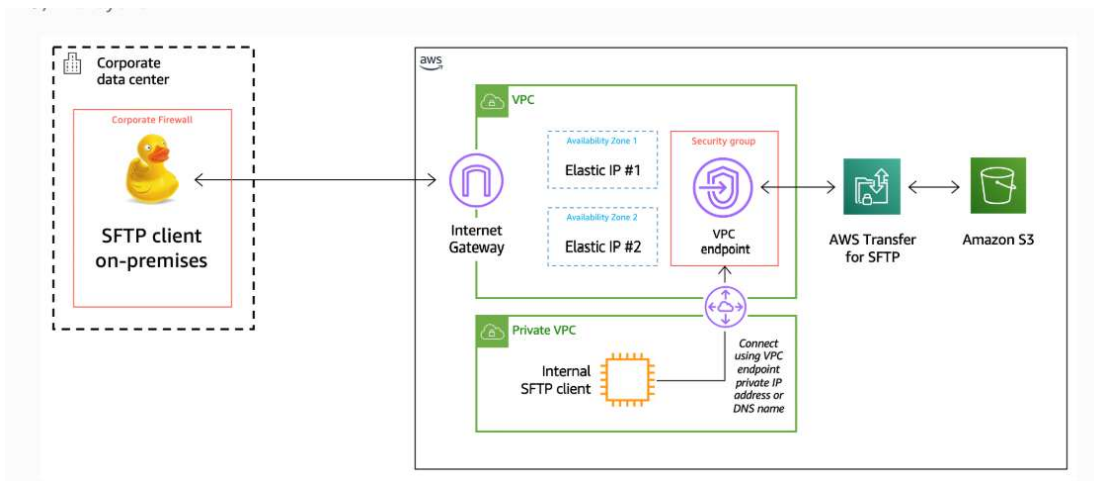 Corporate
data center
Corporate Firewall
SFTP client
on-premises
aws
VPC
Internet
Gateway
Availability Zone 1
Elastic IP #1
Availability Zone 2
Elastic IP #2
Security group
VPC
endpoint
AWS Transfer
for SFTP
Amazon S3
Private VPC
Internal
SFTP client
Connect
using VPC
endpoint
private IP
address or
DNS name